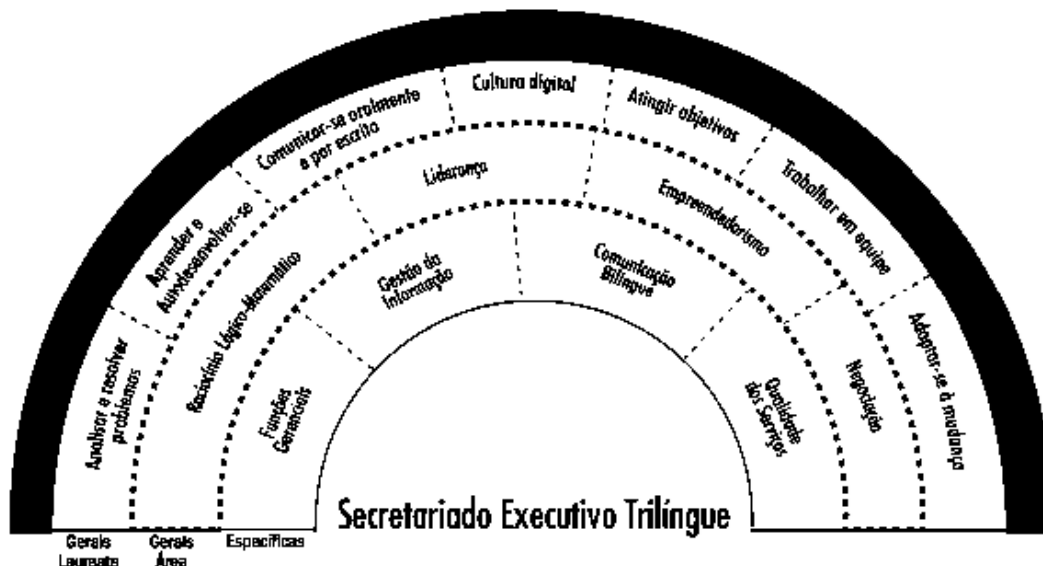 Analisar e resolver
problemas
Aprender e
Autodesenvolver-se
Comunicar-se oralmente
e por escrito
Cultura digital
Atingir objetivos
Trabalhar em equipe
Adaptar-se à mudança
Raciocínio Lógico-Matemático
Liderança
Empreendedorismo
Negociação
Funções
Gerenciais
Gestão da
Informação
Comunicação
Bilíngue
Qualidade
dos Serviços
Secretariado Executivo Trilíngue
Gerais
Laureate
Gerais
Área
Específicas